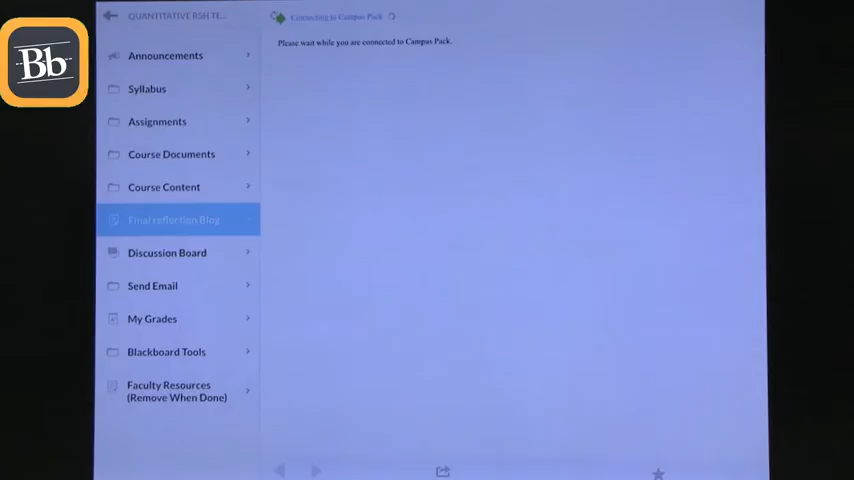 Bb
QUANTITATIVE RSH TE...
Announcements
Syllabus
Assignments
Course Documents
Course Content
Final reflection Blog
Discussion Board
Send Email
My Grades
Blackboard Tools
Faculty Resources
(Remove When Done)
Connecting to Campus Pack
Please wait while you are connected to Campus Pack.